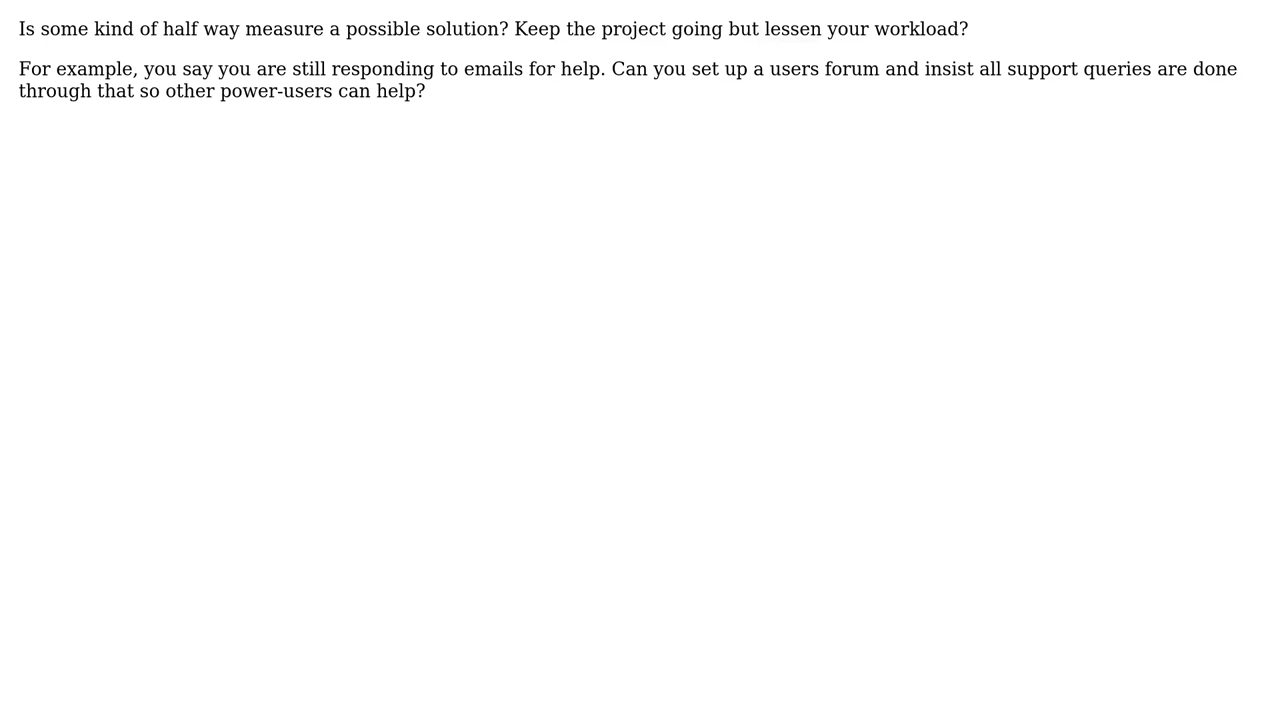 Is some kind of half way measure a possible solution? Keep the project going but lessen your workload?
For example, you say you are still responding to emails for help. Can you set up a users forum and insist all support queries are done
through that so other power-users can help?